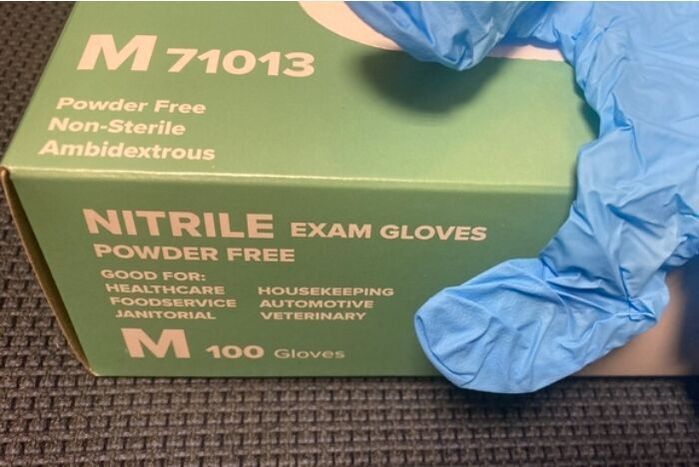 M 71013
Powder Free
Non-Sterile
Ambidextrous
NITRILE EXAM GLOVES
POWDER FREE
GOOD FOR:
HEALTHCARE HOUSEKEEPING
FOODSERVICE AUTOMOTIVE
JANITORIAL VETERINARY
M 100 Gloves